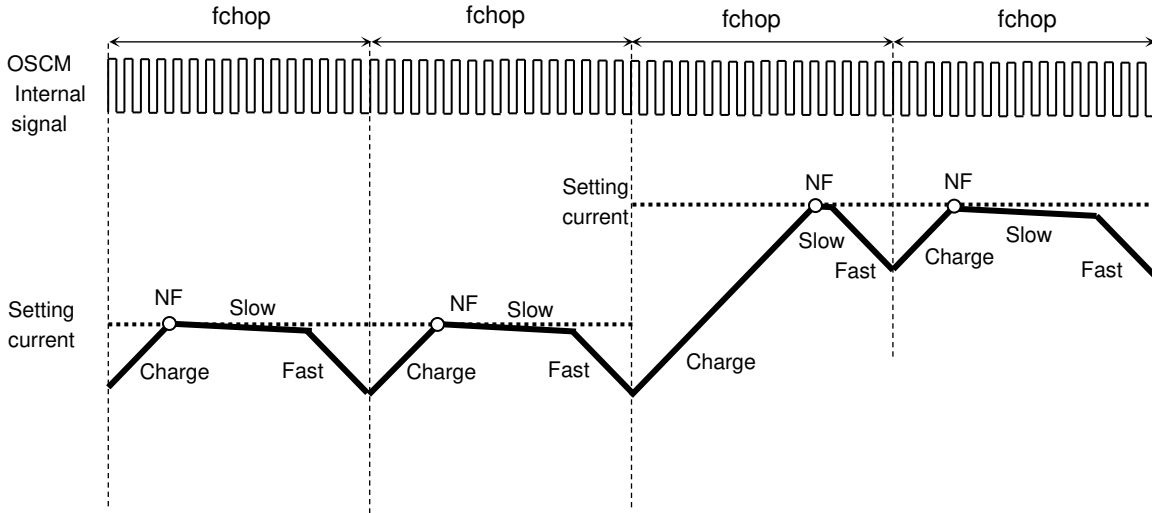 fchop
fchop
fchop
fchop
OSCM
Internal
signal
Setting
current
NF
NF
Slow
Slow
Charge
Fast
Fast
Charge
Setting
current
NF
Slow
NF
Slow
Charge
Fast
Charge
Fast